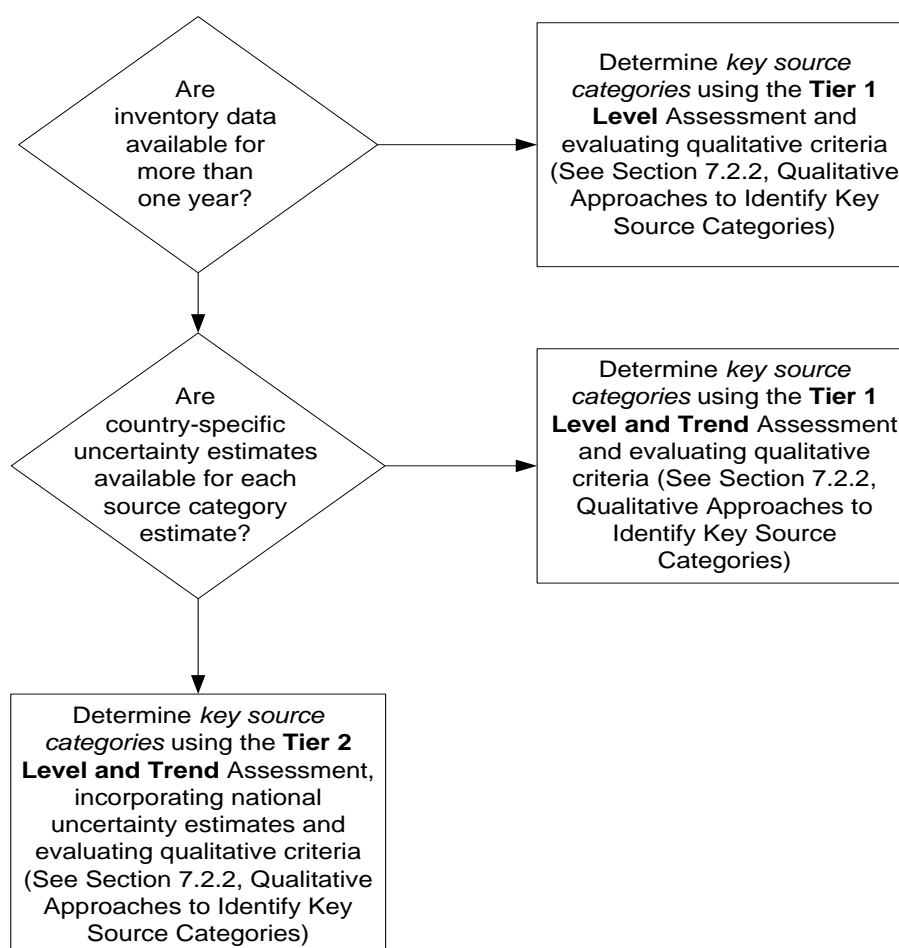 Are
inventory data
available for
more than
one year?
Determine key source
categories using the Tier 1
Level Assessment and
evaluating qualitative criteria
(See Section 7.2.2, Qualitative
Approaches to Identify Key
Source Categories)
Are
country-specific
uncertainty estimates
available for each
source category
estimate?
Determine key source
categories using the Tier 1
Level and Trend Assessment
and evaluating qualitative
criteria (See Section 7.2.2,
Qualitative Approaches to
Identify Key Source
Categories)
Determine key source
categories using the Tier 2
Level and Trend Assessment,
incorporating national
uncertainty estimates and
evaluating qualitative criteria
(See Section 7.2.2, Qualitative
Approaches to Identify Key
Source Categories)